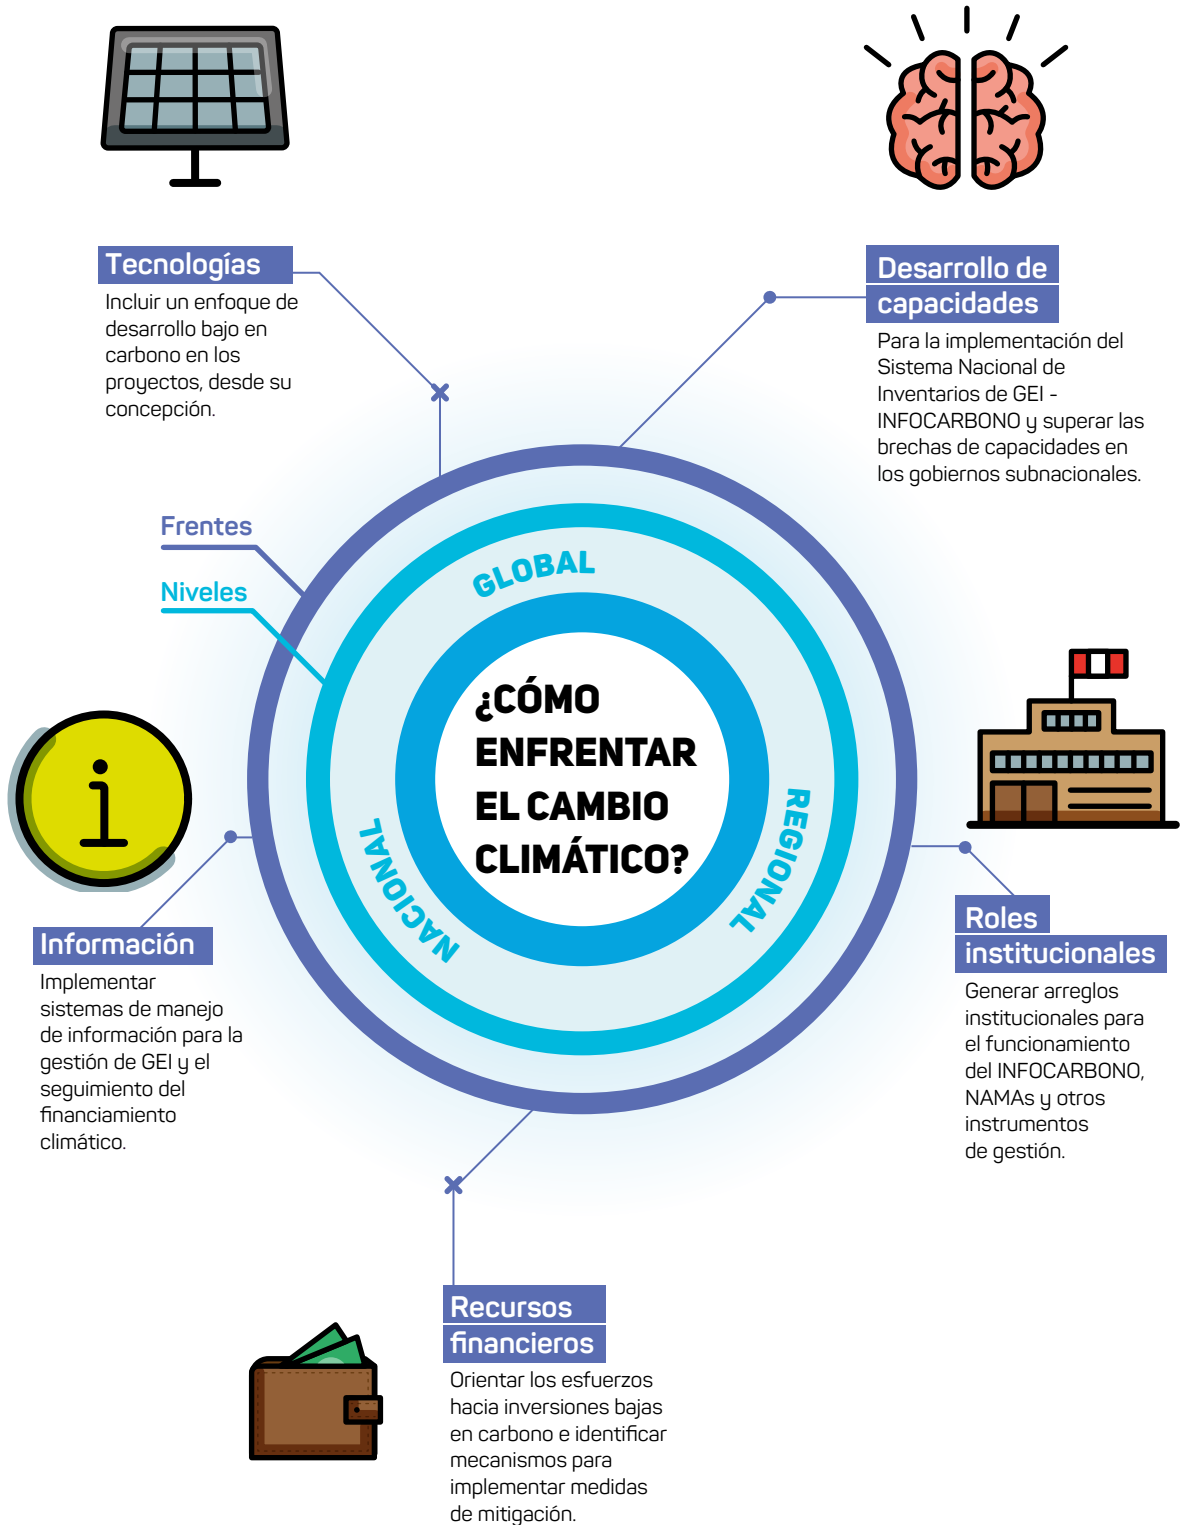 Tecnologías
Incluir un enfoque de
desarrollo bajo en
carbono en los
proyectos, desde su
concepción.
Desarrollo de
capacidades
Para la implementación del
Sistema Nacional de
Inventarios de GEI -
INFOCARBONO y superar las
brechas de capacidades en
los gobiernos subnacionales.
Frentes
Niveles
GLOBAL
REGIONAL
NACIONAL
¿CÓMO
ENFRENTAR
EL CAMBIO
CLIMÁTICO?
i
Información
Implementar
sistemas de manejo
de información para la
gestión de GEI y el
seguimiento del
financiamiento
climático.
Roles
institucionales
Generar arreglos
institucionales para
el funcionamiento
del INFOCARBONO,
NAMAs y otros
instrumentos
de gestión.
Recursos
financieros
Orientar los esfuerzos
hacia inversiones bajas
en carbono e identificar
mecanismos para
implementar medidas
de mitigación.